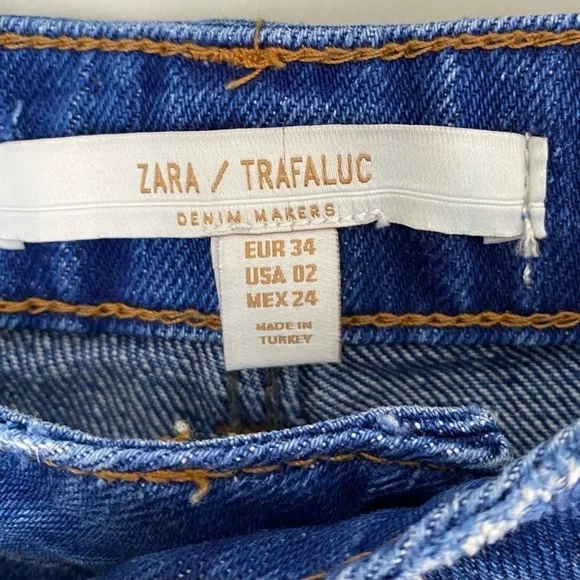 ZARA / TRAFALUC
DENIM MAKERS
EUR 34
USA 02
MEX 24
MADE IN
TURKEY